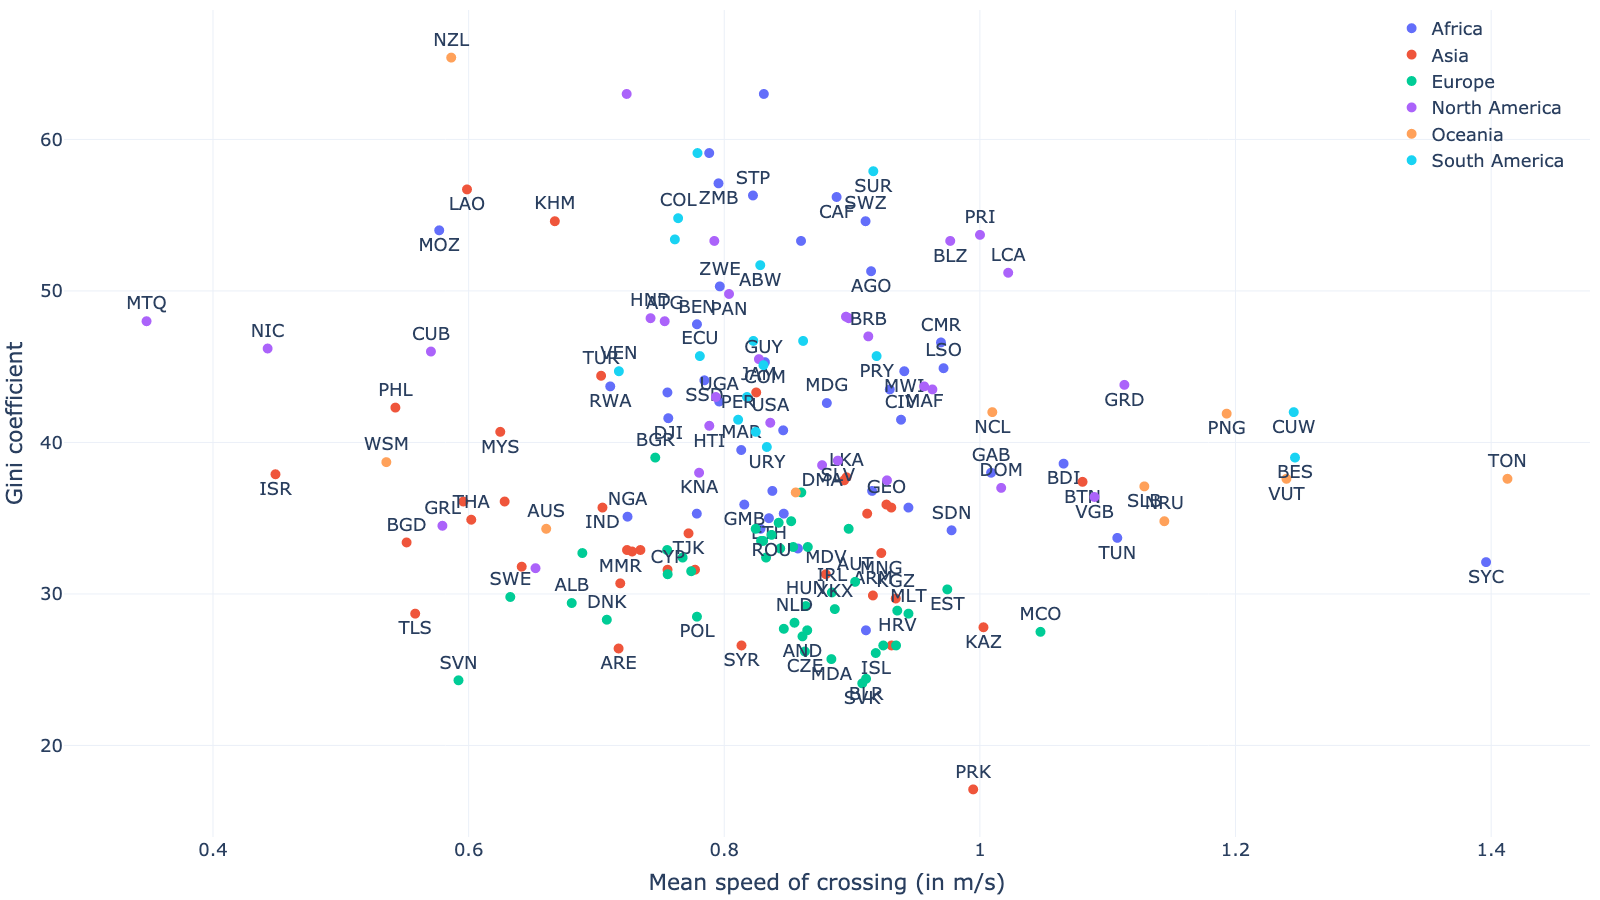 NZL
Africa
Asia
Europe
North America
Oceania
South America
60
STP
ZMB
COL
SUR
CAF
SWZ
LAO
KHM
PRI
MOZ
BLZ
LCA
ZWE
ABW
AGO
50
MTQ
HND
ATG
BEN
PAN
BRB
NIC
CUB
ECU
CMR
GUY
LSO
VEN
TUR
JAM
COM
PRY
UGA
MDG
MWI
PHL
RWA
SSD
PER
USA
CIV
MAF
GRD
NCL
PNG
CUW
DJI
MAR
40
WSM
MYS
BGR
HTI
URY
LKA
GAB
DOM
TON
ISR
KNA
DMA
SLV
GEO
BDI
BES
VUT
GRL
THA
AUS
NGA
BTN
SLB
NRU
BGD
IND
GMB
SDN
VGB
ETH
ROU
TJK
CYP
MDV
TUN
MMR
AUT
MNG
SYC
SWE
ALB
IRL
ARM
KGZ
HUN
XKX
MLT
30
DNK
NLD
EST
MCO
TLS
POL
HRV
KAZ
SVN
ARE
SYR
AND
CZE
MDA
ISL
BLR
SVK
20
PRK
0.4
0.6
0.8
1
1.2
1.4
Mean speed of crossing (in m/s)
Gini coefficient